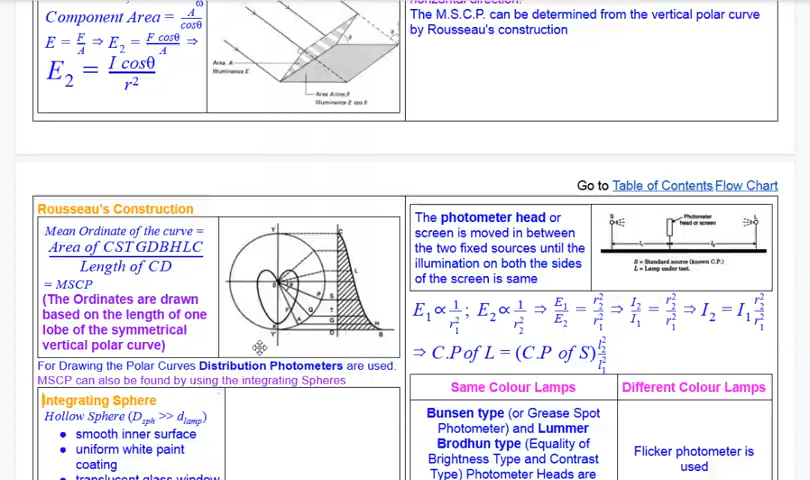 ω
Component Area = A/cosθ
E = F/A ⇒ E₂ = F cosθ/A ⇒
E₂ = I cosθ/r²
Area A
Illuminance E
Area A/cos θ
Illuminance E cos θ
The M.S.C.P. can be determined from the vertical polar curve
by Rousseau's construction
Go to Table of Contents Flow Chart
Rousseau's Construction
Mean Ordinate of the curve =
Area of CSTGDBHLC
Length of CD
= MSCP
(The Ordinates are drawn
based on the length of one
lobe of the symmetrical
vertical polar curve)
For Drawing the Polar Curves Distribution Photometers are used.
MSCP can also be found by using the integrating Spheres
Integrating Sphere
Hollow Sphere (Dsph >> dlamp)
● smooth inner surface
● uniform white paint
coating
● translucent glass window
The photometer head or
screen is moved in between
the two fixed sources until the
illumination on both the sides
of the screen is same
S
Photometer
head or screen
L
S = Standard source (known C.P.)
L = Lamp under test.
E₁ ∝ 1/r₁² ; E₂ ∝ 1/r₂² ⇒ E₁/E₂ = r₂²/r₁² ⇒ I₂/I₁ = r₂²/r₁² ⇒ I₂ = I₁ r₂²/r₁²
⇒ C.P of L = (C.P of S) l₂²/l₁²
Same Colour Lamps
Different Colour Lamps
Bunsen type (or Grease Spot
Photometer) and Lummer
Brodhun type (Equality of
Brightness Type and Contrast
Type) Photometer Heads are
Flicker photometer is
used